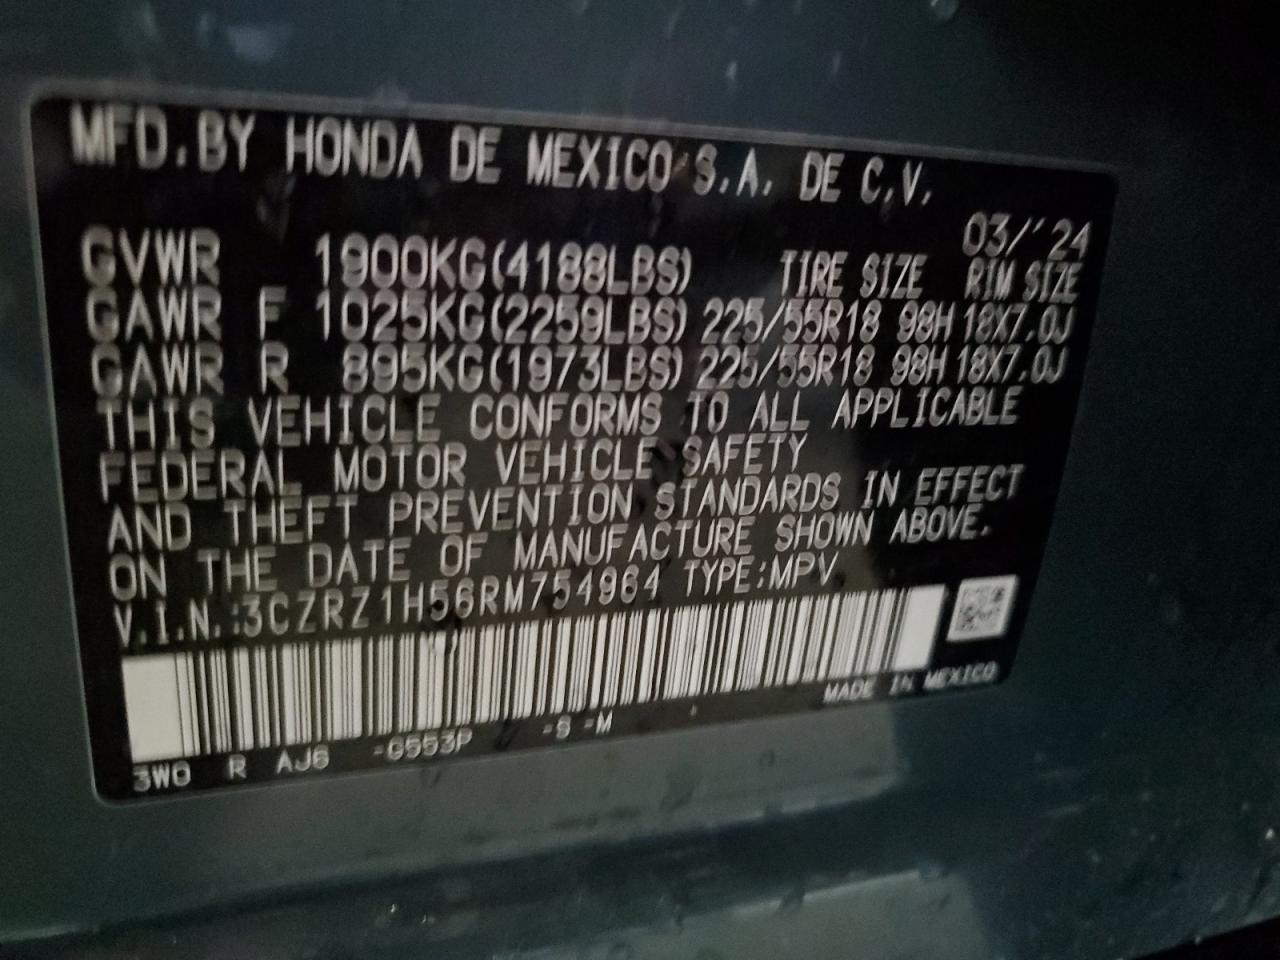 MFD.BY HONDA DE MEXICO S.A. DE C.V.
03/'24
GVWR 1900KG(4188LBS) TIRE SIZE RIM SIZE
GAWR F 1025KG(2259LBS) 225/55R18 98H 18X7.0J
GAWR R 895KG(1973LBS) 225/55R18 98H 18X7.0J
THIS VEHICLE CONFORMS TO ALL APPLICABLE
FEDERAL MOTOR VEHICLE SAFETY
AND THEFT PREVENTION STANDARDS IN EFFECT
ON THE DATE OF MANUFACTURE SHOWN ABOVE.
V.I.N.:3CZRZ1H56RM754964 TYPE:MPV
MADE IN MEXICO
3W0 R AJ6 -G553P -S -M